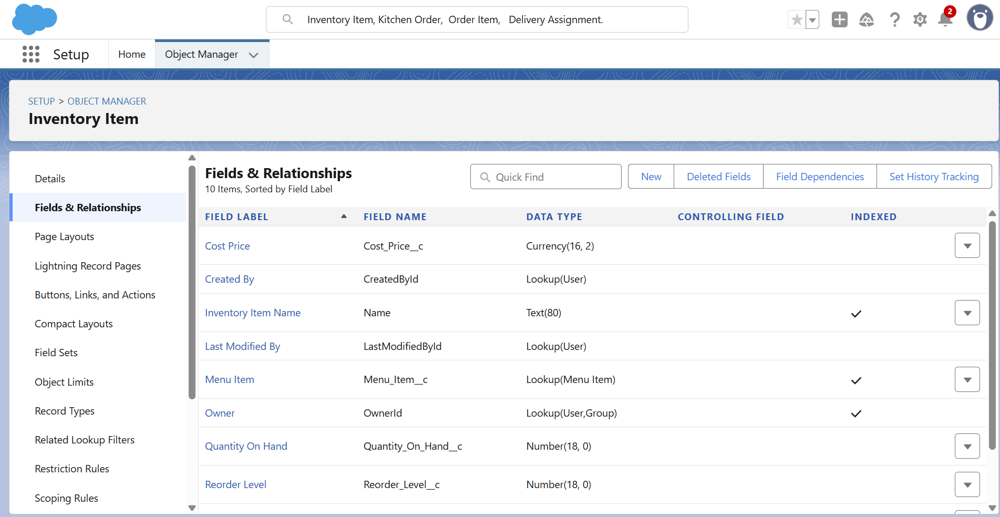 Inventory Item, Kitchen Order,  Order Item,   Delivery Assignment.
2
Setup
Home
Object Manager
SETUP > OBJECT MANAGER
Inventory Item
Details
Fields & Relationships
Page Layouts
Lightning Record Pages
Buttons, Links, and Actions
Compact Layouts
Field Sets
Object Limits
Record Types
Related Lookup Filters
Restriction Rules
Scoping Rules
Fields & Relationships
10 Items, Sorted by Field Label
Quick Find
New
Deleted Fields
Field Dependencies
Set History Tracking
FIELD LABEL FIELD NAME DATA TYPE CONTROLLING FIELD INDEXED
Cost Price Cost_Price__c Currency(16, 2)
Created By CreatedById Lookup(User)
Inventory Item Name Name Text(80)
Last Modified By LastModifiedById Lookup(User)
Menu Item Menu_Item__c Lookup(Menu Item)
Owner OwnerId Lookup(User,Group)
Quantity On Hand Quantity_On_Hand__c Number(18, 0)
Reorder Level Reorder_Level__c Number(18, 0)